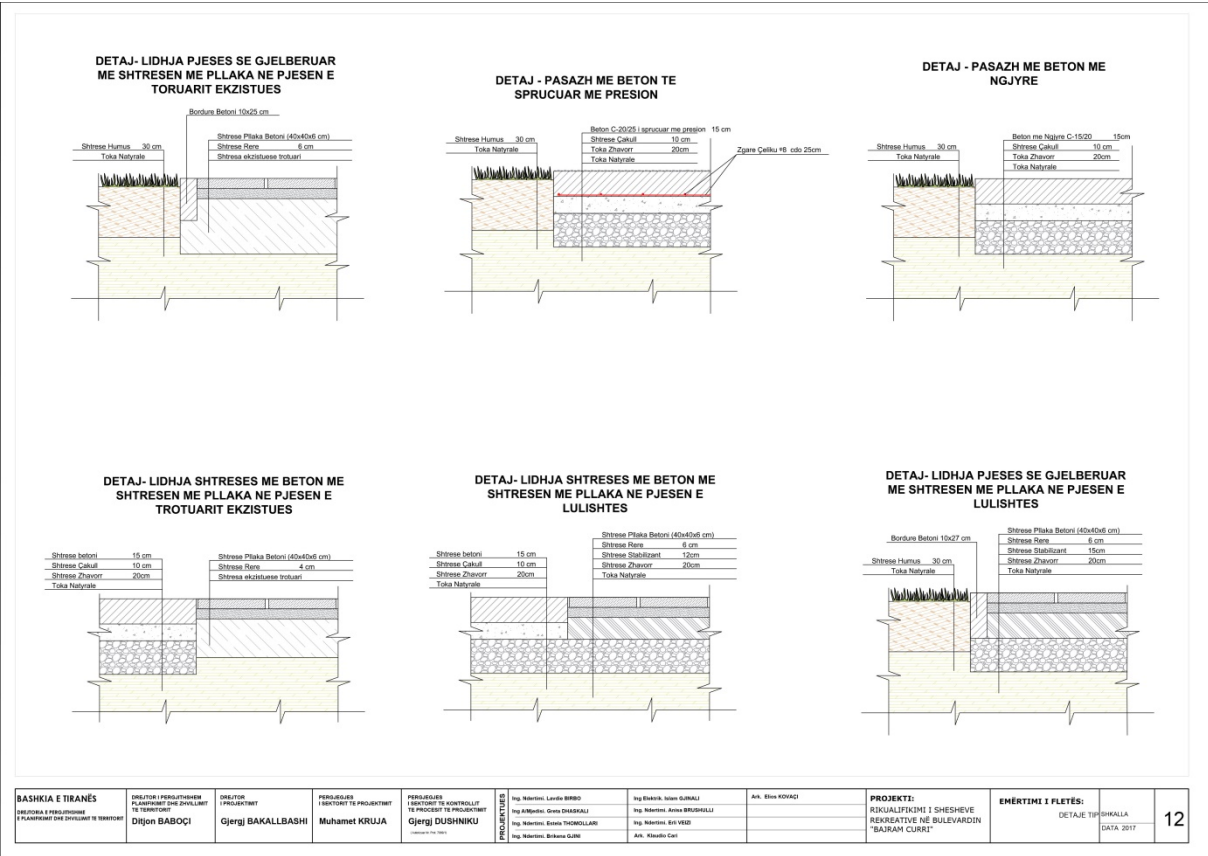 DETAJ- LIDHJA PJESES SE GJELBERUAR
ME SHTRESEN ME PLLAKA NE PJESEN E
TORUARIT EKZISTUES
Bordure Betoni 10x25 cm
Shtrese Pllaka Betoni (40x40x6 cm)
Shtrese Humus 30 cm
Shtrese Rere 6 cm
Toka Natyrale
Shtresa ekzistuese trotuari
DETAJ - PASAZH ME BETON TE
SPRUCUAR ME PRESION
Beton C-20/25 i sprucuar me presion 15 cm
Shtrese Humus 30 cm
Shtrese Çakull 10 cm
Toka Natyrale
Toka Zhavorr 20cm
Toka Natyrale
Zgare Çeliku cdo 25cm
DETAJ - PASAZH ME BETON ME
NGJYRE
Beton me Ngjyre C-15/20 15cm
Shtrese Humus 30 cm
Shtrese Çakull 10 cm
Toka Natyrale
Toka Zhavorr 20cm
Toka Natyrale
DETAJ- LIDHJA SHTRESES ME BETON ME
SHTRESEN ME PLLAKA NE PJESEN E
TROTUARIT EKZISTUES
Shtrese betoni 15 cm
Shtrese Çakull 10 cm
Shtrese Zhavorr 20cm
Toka Natyrale
Shtrese Pllaka Betoni (40x40x6 cm)
Shtrese Rere 4 cm
Shtresa ekzistuese trotuari
DETAJ- LIDHJA SHTRESES ME BETON ME
SHTRESEN ME PLLAKA NE PJESEN E
LULISHTES
Shtrese betoni 15 cm
Shtrese Çakull 10 cm
Shtrese Zhavorr 20cm
Toka Natyrale
Shtrese Pllaka Betoni (40x40x6 cm)
Shtrese Rere 6 cm
Shtrese Stabilizant 12cm
Shtrese Zhavorr 20cm
Toka Natyrale
DETAJ- LIDHJA PJESES SE GJELBERUAR
ME SHTRESEN ME PLLAKA NE PJESEN E
LULISHTES
Bordure Betoni 10x27 cm
Shtrese Humus 30 cm
Toka Natyrale
Shtrese Pllaka Betoni (40x40x6 cm)
Shtrese Rere 6 cm
Shtrese Stabilizant 15cm
Shtrese Zhavorr 20cm
Toka Natyrale
BASHKIA E TIRANËS
DREJTORIA E PERGJITHSHME
E PLANIFIKIMIT DHE ZHVILLIMIT TE TERRITORIT
DREJTOR I PERGJITHSHEM
PLANIFIKIMIT DHE ZHVILLIMIT
TE TERRITORIT
Ditjon BABOÇI
DREJTOR
I PROJEKTIMIT
Gjergj BAKALLBASHI
PERGJEGJES
I SEKTORIT TE PROJEKTIMIT
Muhamet KRUJA
PERGJEGJES
I SEKTORIT TE KONTROLLIT
TE PROCESIT TE PROJEKTIMIT
Gjergj DUSHNIKU
PROJEKTUES
Ing. Ndertimi. Lavdie BIRBO
Ing A/Mjedisi. Greta DHASKALI
Ing. Ndertimi. Estela THOMOLLARI
Ing. Ndertimi. Brikena GJINI
Ing Elektrik. Islam GJINALI
Ing. Ndertimi. Anisa BRUSHULLI
Ing. Ndertimi. Erli VEIZI
Ark. Klaudio Cari
Ark. Elios KOVAÇI
PROJEKTI:
RIKUALIFIKIMI I SHESHEVE
REKREATIVE NË BULEVARDIN
"BAJRAM CURRI"
EMËRTIMI I FLETËS:
DETAJE TIP
SHKALLA
DATA 2017
12